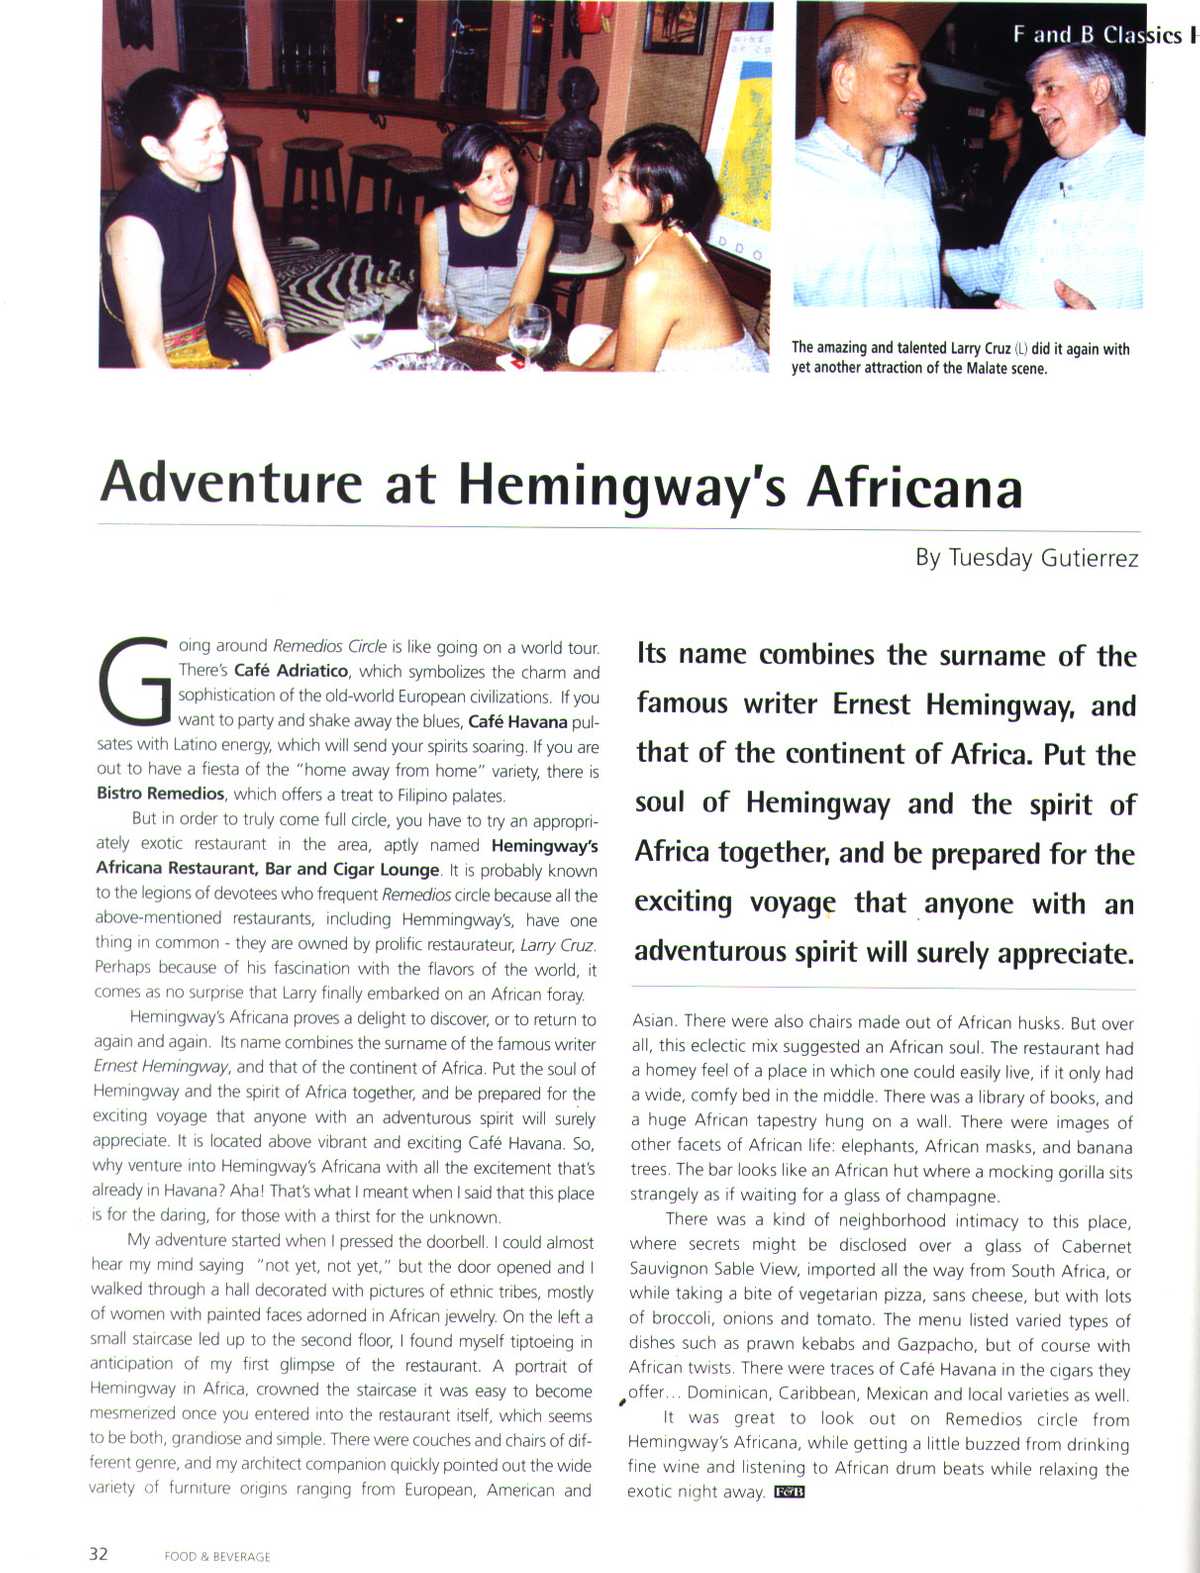 F and B Classics
The amazing and talented Larry Cruz (L) did it again with
yet another attraction of the Malate scene.
Adventure at Hemingway's Africana
By Tuesday Gutierrez
Going around Remedios Circle is like going on a world tour.
There's Café Adriatico, which symbolizes the charm and
sophistication of the old-world European civilizations. If you
want to party and shake away the blues, Café Havana pul-
sates with Latino energy, which will send your spirits soaring. If you are
out to have a fiesta of the "home away from home" variety, there is
Bistro Remedios, which offers a treat to Filipino palates.
But in order to truly come full circle, you have to try an appropri-
ately exotic restaurant in the area, aptly named Hemingway's
Africana Restaurant, Bar and Cigar Lounge. It is probably known
to the legions of devotees who frequent Remedios circle because all the
above-mentioned restaurants, including Hemmingway's, have one
thing in common - they are owned by prolific restaurateur, Larry Cruz.
Perhaps because of his fascination with the flavors of the world, it
comes as no surprise that Larry finally embarked on an African foray.
Hemingway's Africana proves a delight to discover, or to return to
again and again. Its name combines the surname of the famous writer
Ernest Hemingway, and that of the continent of Africa. Put the soul of
Hemingway and the spirit of Africa together, and be prepared for the
exciting voyage that anyone with an adventurous spirit will surely
appreciate. It is located above vibrant and exciting Café Havana. So,
why venture into Hemingway's Africana with all the excitement that's
already in Havana? Aha! That's what I meant when I said that this place
is for the daring, for those with a thirst for the unknown.
My adventure started when I pressed the doorbell. I could almost
hear my mind saying "not yet, not yet," but the door opened and I
walked through a hall decorated with pictures of ethnic tribes, mostly
of women with painted faces adorned in African jewelry. On the left a
small staircase led up to the second floor, I found myself tiptoeing in
anticipation of my first glimpse of the restaurant. A portrait of
Hemingway in Africa, crowned the staircase it was easy to become
mesmerized once you entered into the restaurant itself, which seems
to be both, grandiose and simple. There were couches and chairs of dif-
ferent genre, and my architect companion quickly pointed out the wide
variety of furniture origins ranging from European, American and
Its name combines the surname of the
famous writer Ernest Hemingway, and
that of the continent of Africa. Put the
soul of Hemingway and the spirit of
Africa together, and be prepared for the
exciting voyage that anyone with an
adventurous spirit will surely appreciate.
Asian. There were also chairs made out of African husks. But over
all, this eclectic mix suggested an African soul. The restaurant had
a homey feel of a place in which one could easily live, if it only had
a wide, comfy bed in the middle. There was a library of books, and
a huge African tapestry hung on a wall. There were images of
other facets of African life: elephants, African masks, and banana
trees. The bar looks like an African hut where a mocking gorilla sits
strangely as if waiting for a glass of champagne.
There was a kind of neighborhood intimacy to this place,
where secrets might be disclosed over a glass of Cabernet
Sauvignon Sable View, imported all the way from South Africa, or
while taking a bite of vegetarian pizza, sans cheese, but with lots
of broccoli, onions and tomato. The menu listed varied types of
dishes such as prawn kebabs and Gazpacho, but of course with
African twists. There were traces of Café Havana in the cigars they
offer... Dominican, Caribbean, Mexican and local varieties as well.
It was great to look out on Remedios circle from
Hemingway's Africana, while getting a little buzzed from drinking
fine wine and listening to African drum beats while relaxing the
exotic night away. F&B
32
FOOD & BEVERAGE